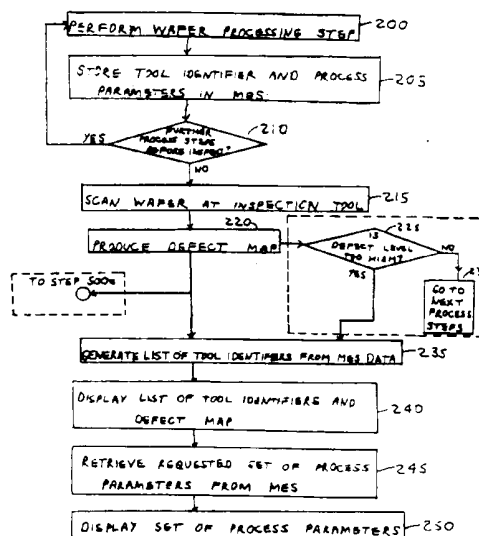 PERFORM WAFER PROCESSING STEP
200
STORE TOOL IDENTIFIER AND PROCESS
PARAMETERS IN MES
205
FURTHER
PROCESS STEPS
BEFORE INSPECT?
210
YES
NO
SCAN WAFER AT INSPECTION TOOL
215
220
PRODUCE DEFECT MAP
225
IS
DEFECT LEVEL
TOO HIGH?
NO
YES
GO TO
NEXT
PROCESS
STEPS
TO STEP 500
GENERATE LIST OF TOOL IDENTIFIERS FROM MES DATA
235
DISPLAY LIST OF TOOL IDENTIFIERS AND
DEFECT MAP
240
RETRIEVE REQUESTED SET OF PROCESS
PARAMETERS FROM MES
245
DISPLAY SET OF PROCESS PARAMETERS
250